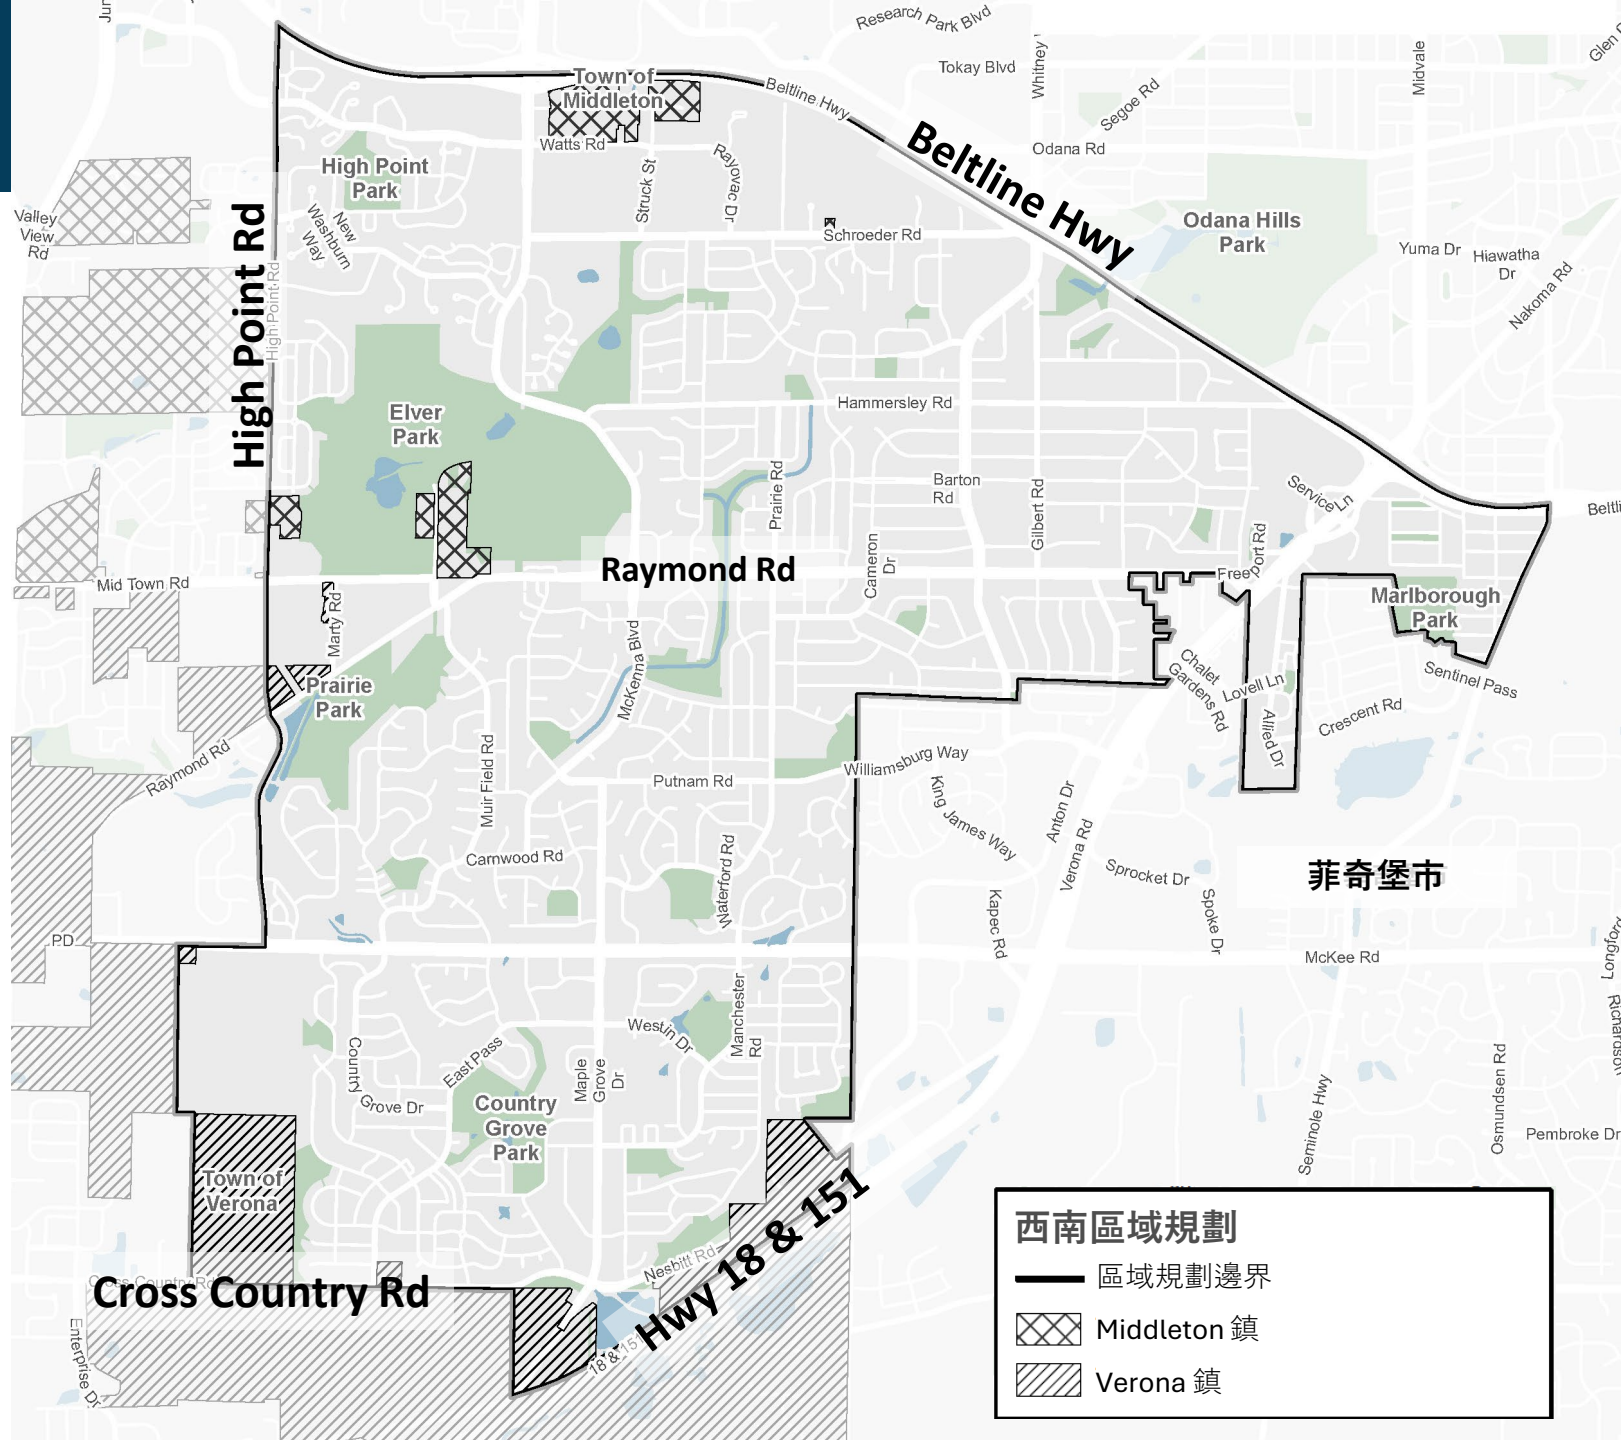 Research Park Blvd
Tokay Blvd
Whitney
Segoe Rd
Midvale
Town of
Middleton
Beltline Hwy
Beltline Hwy
Watts Rd
Odana Rd
High Point
Park
Struck St
Rayovac Dr
Valley
View
Rd
New
Washburn
Way
Schroeder Rd
Odana Hills
Park
Yuma Dr
Hiawatha
Dr
Nakoma Rd
High Point Rd
High Point Rd
Elver
Park
Hammersley Rd
Prairie Rd
Barton
Rd
Gilbert Rd
Service Ln
Mid Town Rd
Raymond Rd
Cameron
Dr
Freeport Rd
Marlborough
Park
Marty Rd
McKenna Blvd
Prairie
Park
Chalet
Gardens Rd
Lovell Ln
Allied Dr
Sentinel Pass
Crescent Rd
Raymond Rd
Muir Field Rd
Putnam Rd
Williamsburg Way
King James Way
Anton Dr
Verona Rd
Carnwood Rd
Waterford Rd
Sprocket Dr
菲奇堡市
Kapec Rd
Spoke Dr
PD
McKee Rd
Manchester
Rd
Westin Dr
Country
Grove Dr
East Pass
Maple
Grove
Dr
Country
Grove
Park
Seminole Hwy
Osmundsen Rd
Pembroke Dr
Town of
Verona
Cross Country Rd
Cross Country Rd
Nesbitt Rd
Hwy 18 & 151
18 & 151
Enterprise Dr
西南區域規劃
區域規劃邊界
Middleton 鎮
Verona 鎮